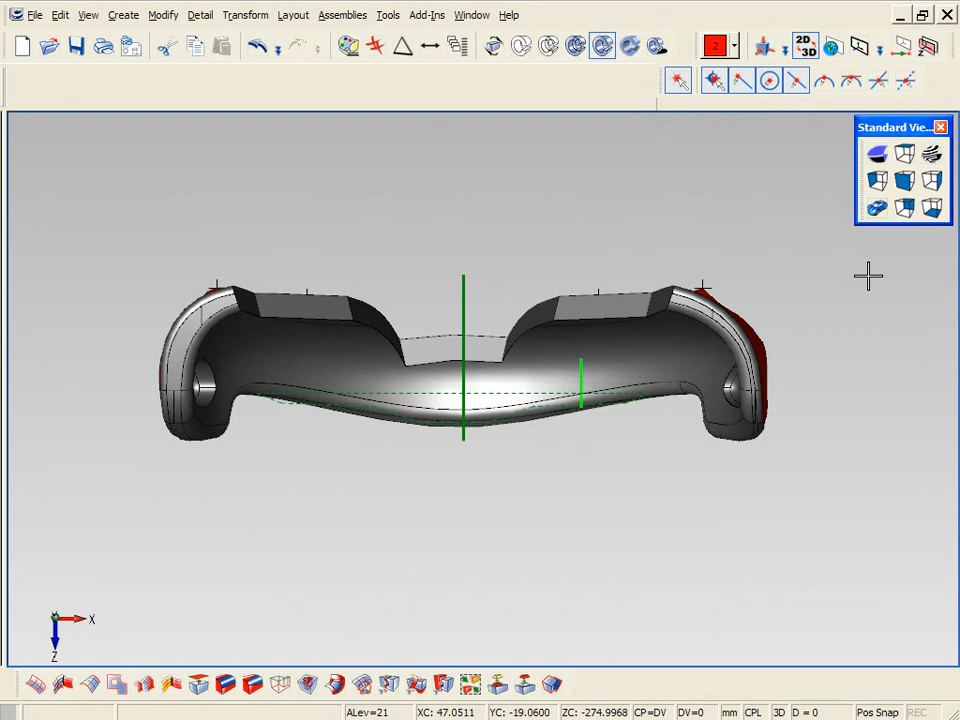 File Edit View Create Modify Detail Transform Layout Assemblies Tools Add-Ins Window Help
2 2D 3D
Standard Vie...
X
Z
ALev=21 XC: 47.0511 YC: -19.0600 ZC: -274.9968 CP=DV DV=0 mm CPL 3D D = 0 Pos Snap REC